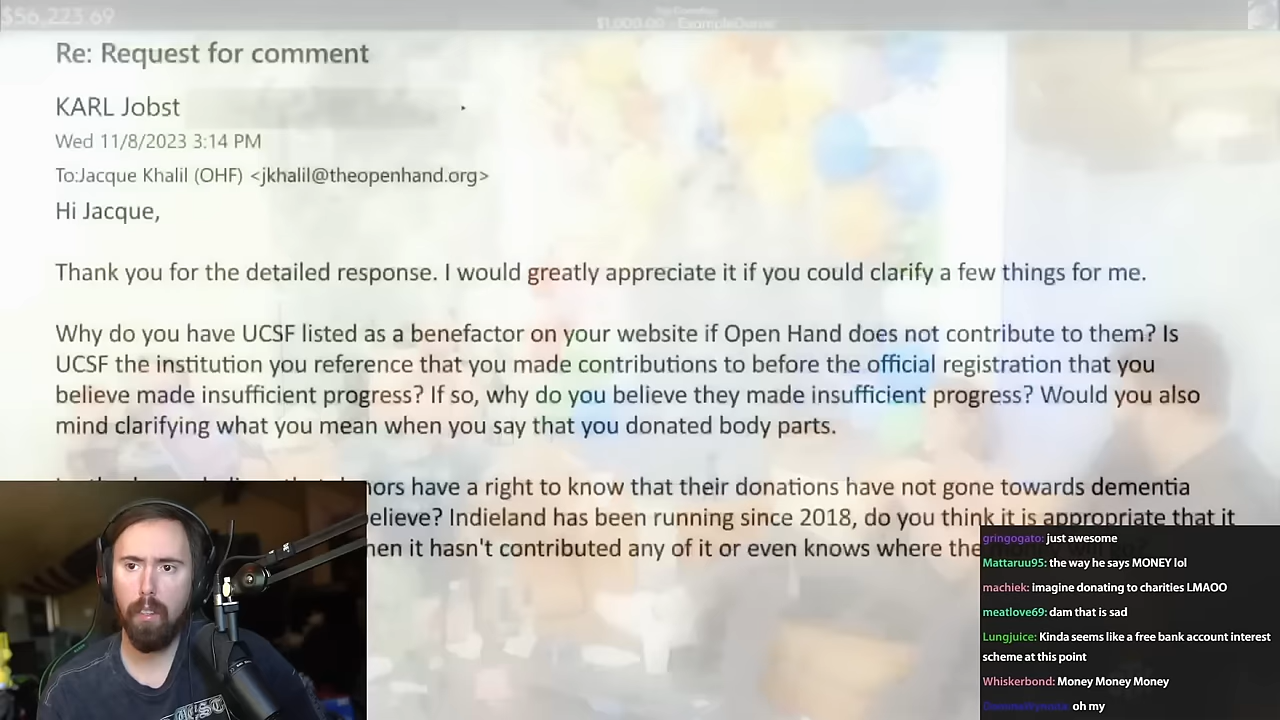 $56,223.69
$1,000.00 - ExampleDonor
Re: Request for comment
KARL Jobst
Wed 11/8/2023 3:14 PM
To:Jacque Khalil (OHF) <jkhalil@theopenhand.org>
Hi Jacque,
Thank you for the detailed response. I would greatly appreciate it if you could clarify a few things for me.
Why do you have UCSF listed as a benefactor on your website if Open Hand does not contribute to them? Is
UCSF the institution you reference that you made contributions to before the official registration that you
believe made insufficient progress? If so, why do you believe they made insufficient progress? Would you also
mind clarifying what you mean when you say that you donated body parts.
have a right to know that their donations have not gone towards dementia
believe? Indieland has been running since 2018, do you think it is appropriate that it
it hasn't contributed any of it or even knows where the
gringogato: just awesome
Mattaruu95: the way he says MONEY lol
machiek: imagine donating to charities LMAOO
meatlove69: dam that is sad
Lungjuice: Kinda seems like a free bank account interest
scheme at this point
Whiskerbond: Money Money Money
oh my